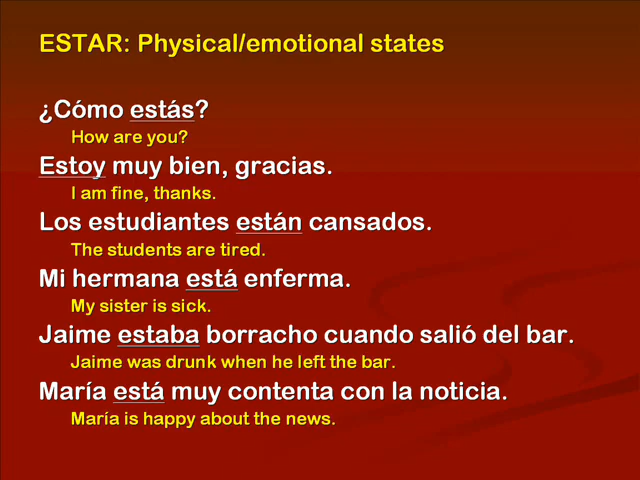 ESTAR: Physical/emotional states
¿Cómo estás?
How are you?
Estoy muy bien, gracias.
I am fine, thanks.
Los estudiantes están cansados.
The students are tired.
Mi hermana está enferma.
My sister is sick.
Jaime estaba borracho cuando salió del bar.
Jaime was drunk when he left the bar.
María está muy contenta con la noticia.
María is happy about the news.